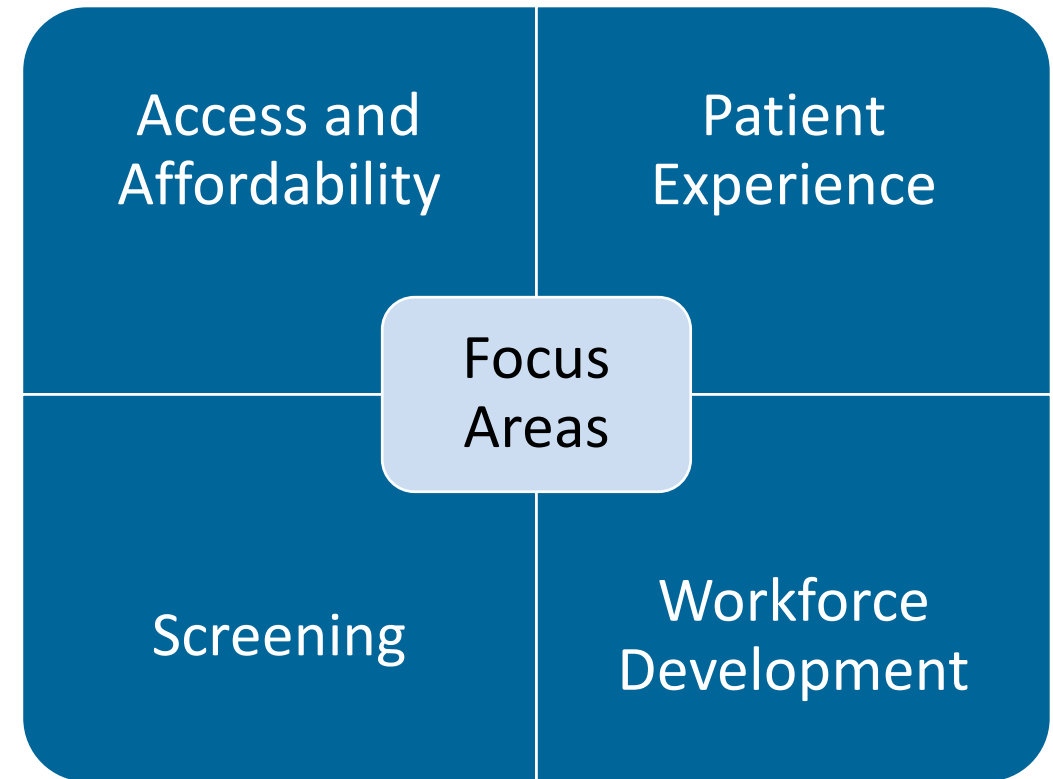 Access and
Affordability
Patient
Experience
Focus
Areas
Screening
Workforce
Development